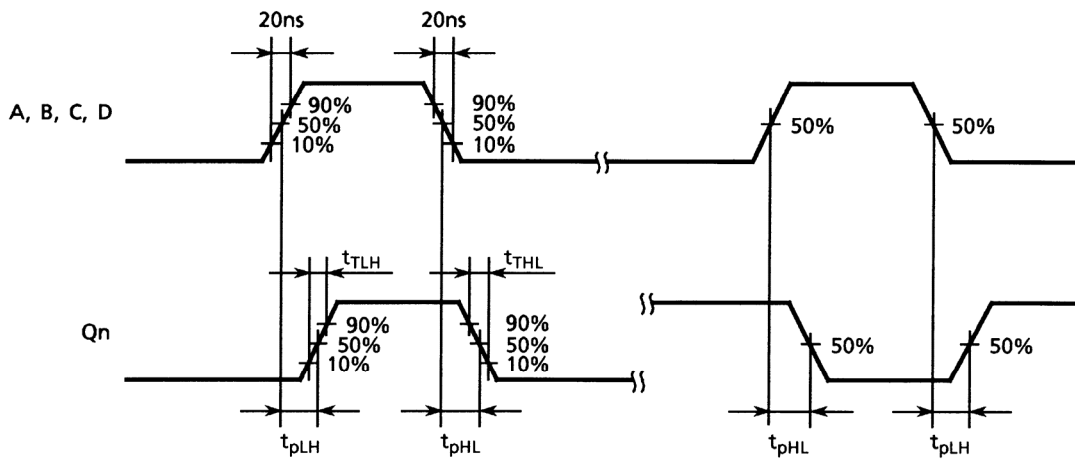 20ns 20ns
A, B, C, D
90% 90%
50% 50% 50% 50%
10% 10%
tTLH tTHL
Qn
90% 90%
50% 50% 50% 50%
10% 10%
tpLH tpHL tpHL tpLH